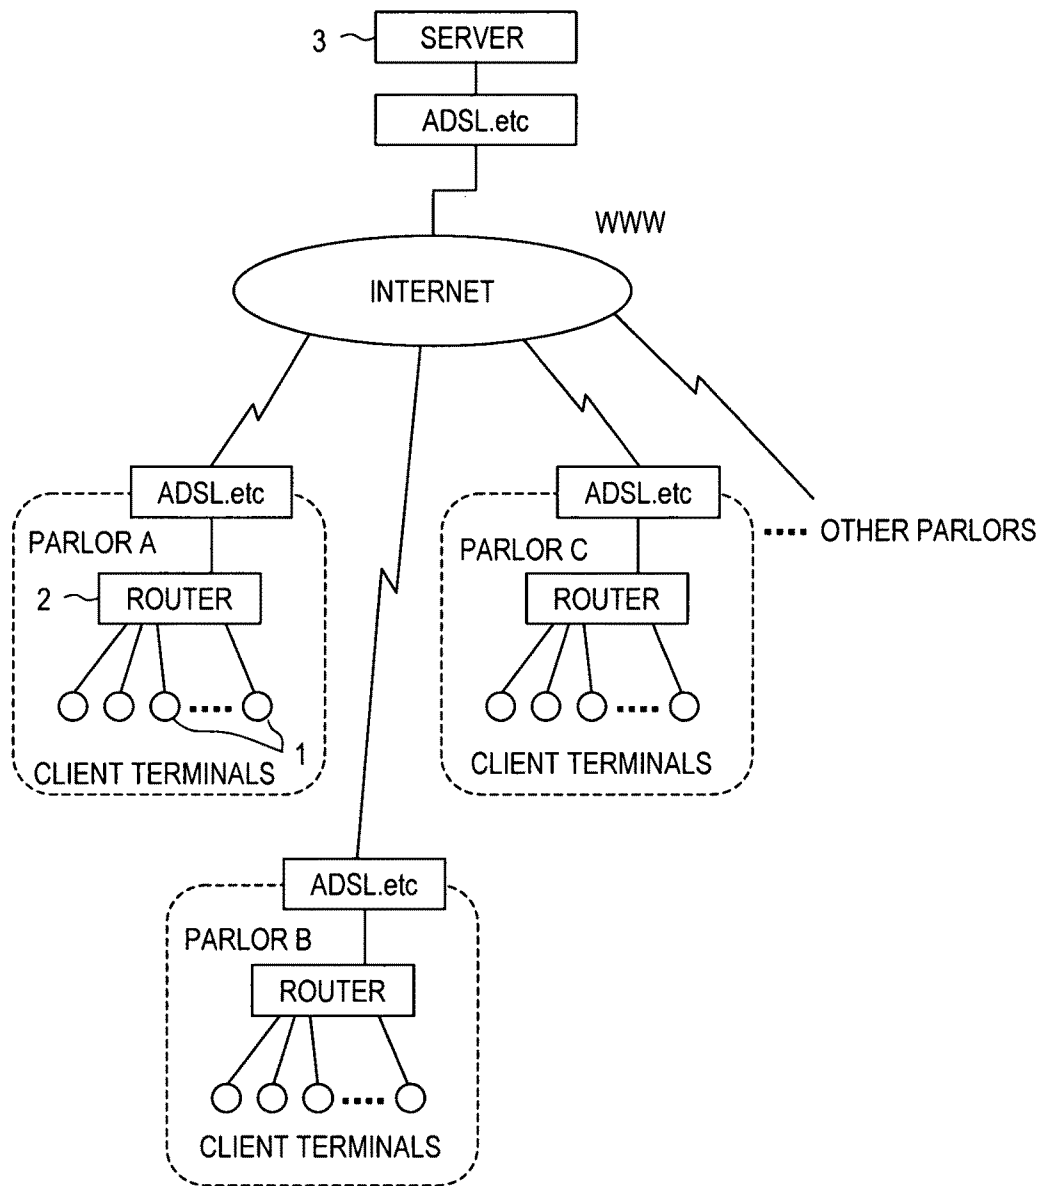 3
SERVER
ADSL.etc
WWW
INTERNET
ADSL.etc
PARLOR A
2
ROUTER
1
CLIENT TERMINALS
ADSL.etc
PARLOR C
ROUTER
CLIENT TERMINALS
OTHER PARLORS
ADSL.etc
PARLOR B
ROUTER
CLIENT TERMINALS